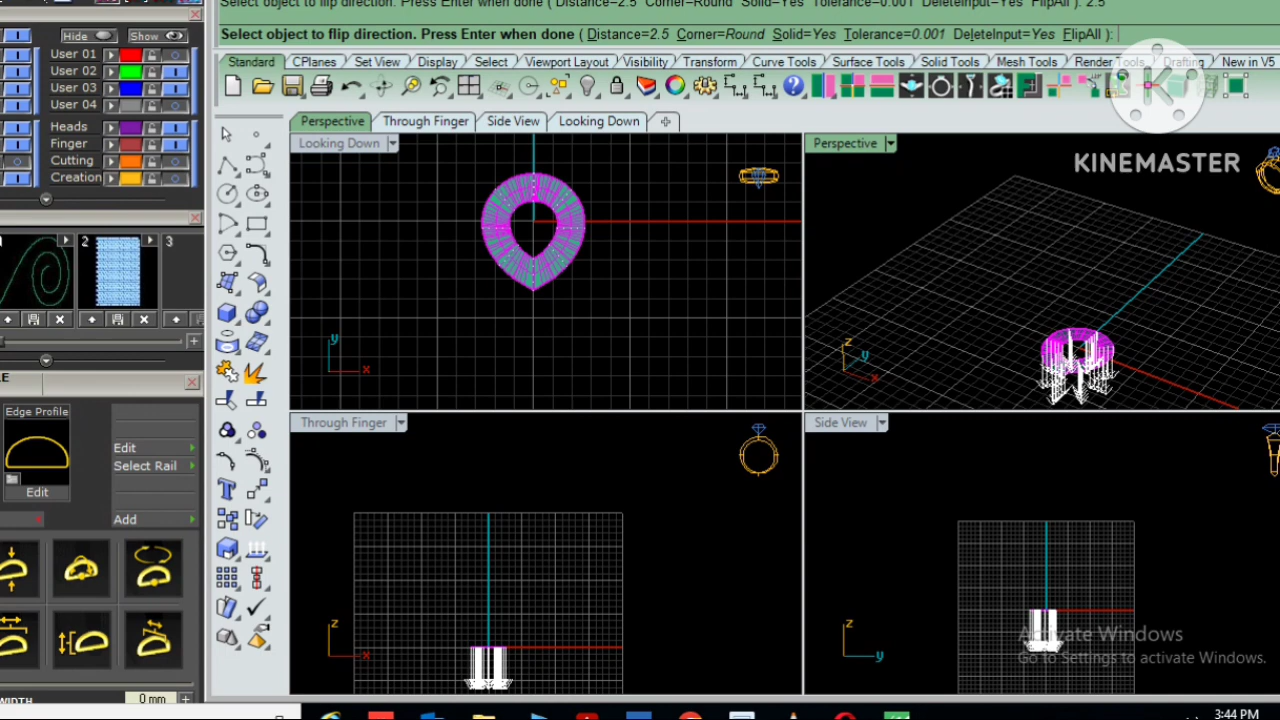 Select object to flip direction. Press Enter when done ( Distance=2.5 Corner=Round Solid=Yes Tolerance=0.001 DeleteInput=Yes FlipAll ): 2.5
Select object to flip direction. Press Enter when done ( Distance=2.5 Corner=Round Solid=Yes Tolerance=0.001 DeleteInput=Yes FlipAll ):
Hide Show
Standard CPlanes Set View Display Select Viewport Layout Visibility Transform Curve Tools Surface Tools Solid Tools Mesh Tools Render Tools Drafting New in V5
User 01
User 02
User 03
User 04
Heads
Finger
Cutting
Creation
Perspective Through Finger Side View Looking Down
Looking Down
Perspective
KINEMASTER
y
x
z
y
x
2
3
Edge Profile
Edit
Edit
Select Rail
Add
Through Finger
Side View
z
x
z
y
Activate Windows
Go to Settings to activate Windows.
0 mm
3:44 PM